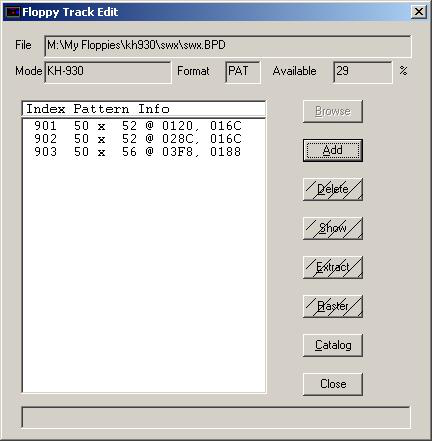 Floppy Track Edit
File M:\My Floppies\kh930\swx\swx.BPD
Mode KH-930 Format PAT Available 29 %
Index Pattern Info
901 50 x 52 @ 0120, 016C
902 50 x 52 @ 028C, 016C
903 50 x 56 @ 03F8, 0188
Browse
Add
Delete
Show
Extract
Raster
Catalog
Close